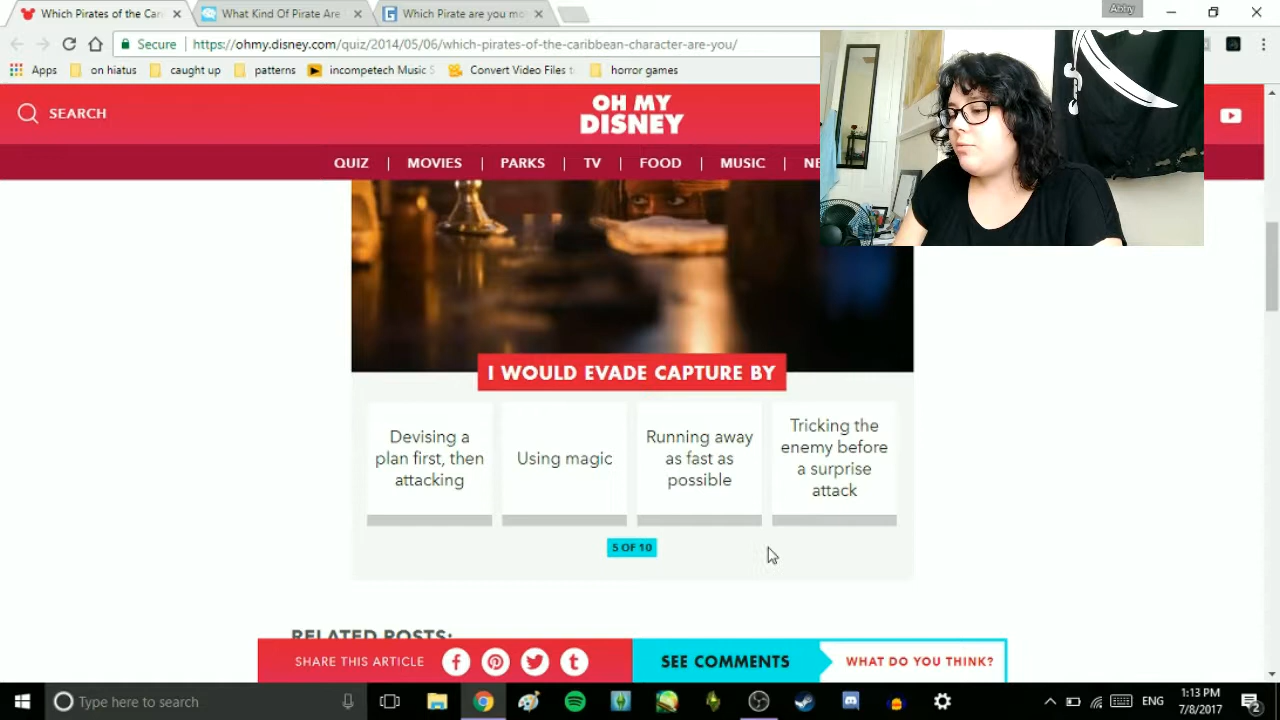 Which Pirates of the Car
What Kind Of Pirate Are
Which Pirate are you mo
Abby
Secure
https://ohmy.disney.com/quiz/2014/05/06/which-pirates-of-the-caribbean-character-are-you/
Apps
on hiatus
caught up
patterns
incompetech Music S
Convert Video Files t
horror games
SEARCH
OH MY
DISNEY
QUIZ | MOVIES | PARKS | TV | FOOD | MUSIC | NE
I WOULD EVADE CAPTURE BY
Devising a
plan first, then
attacking
Using magic
Running away
as fast as
possible
Tricking the
enemy before
a surprise
attack
5 OF 10
RELATED POSTS:
SHARE THIS ARTICLE
SEE COMMENTS
WHAT DO YOU THINK?
Type here to search
ENG
1:13 PM
7/8/2017
2